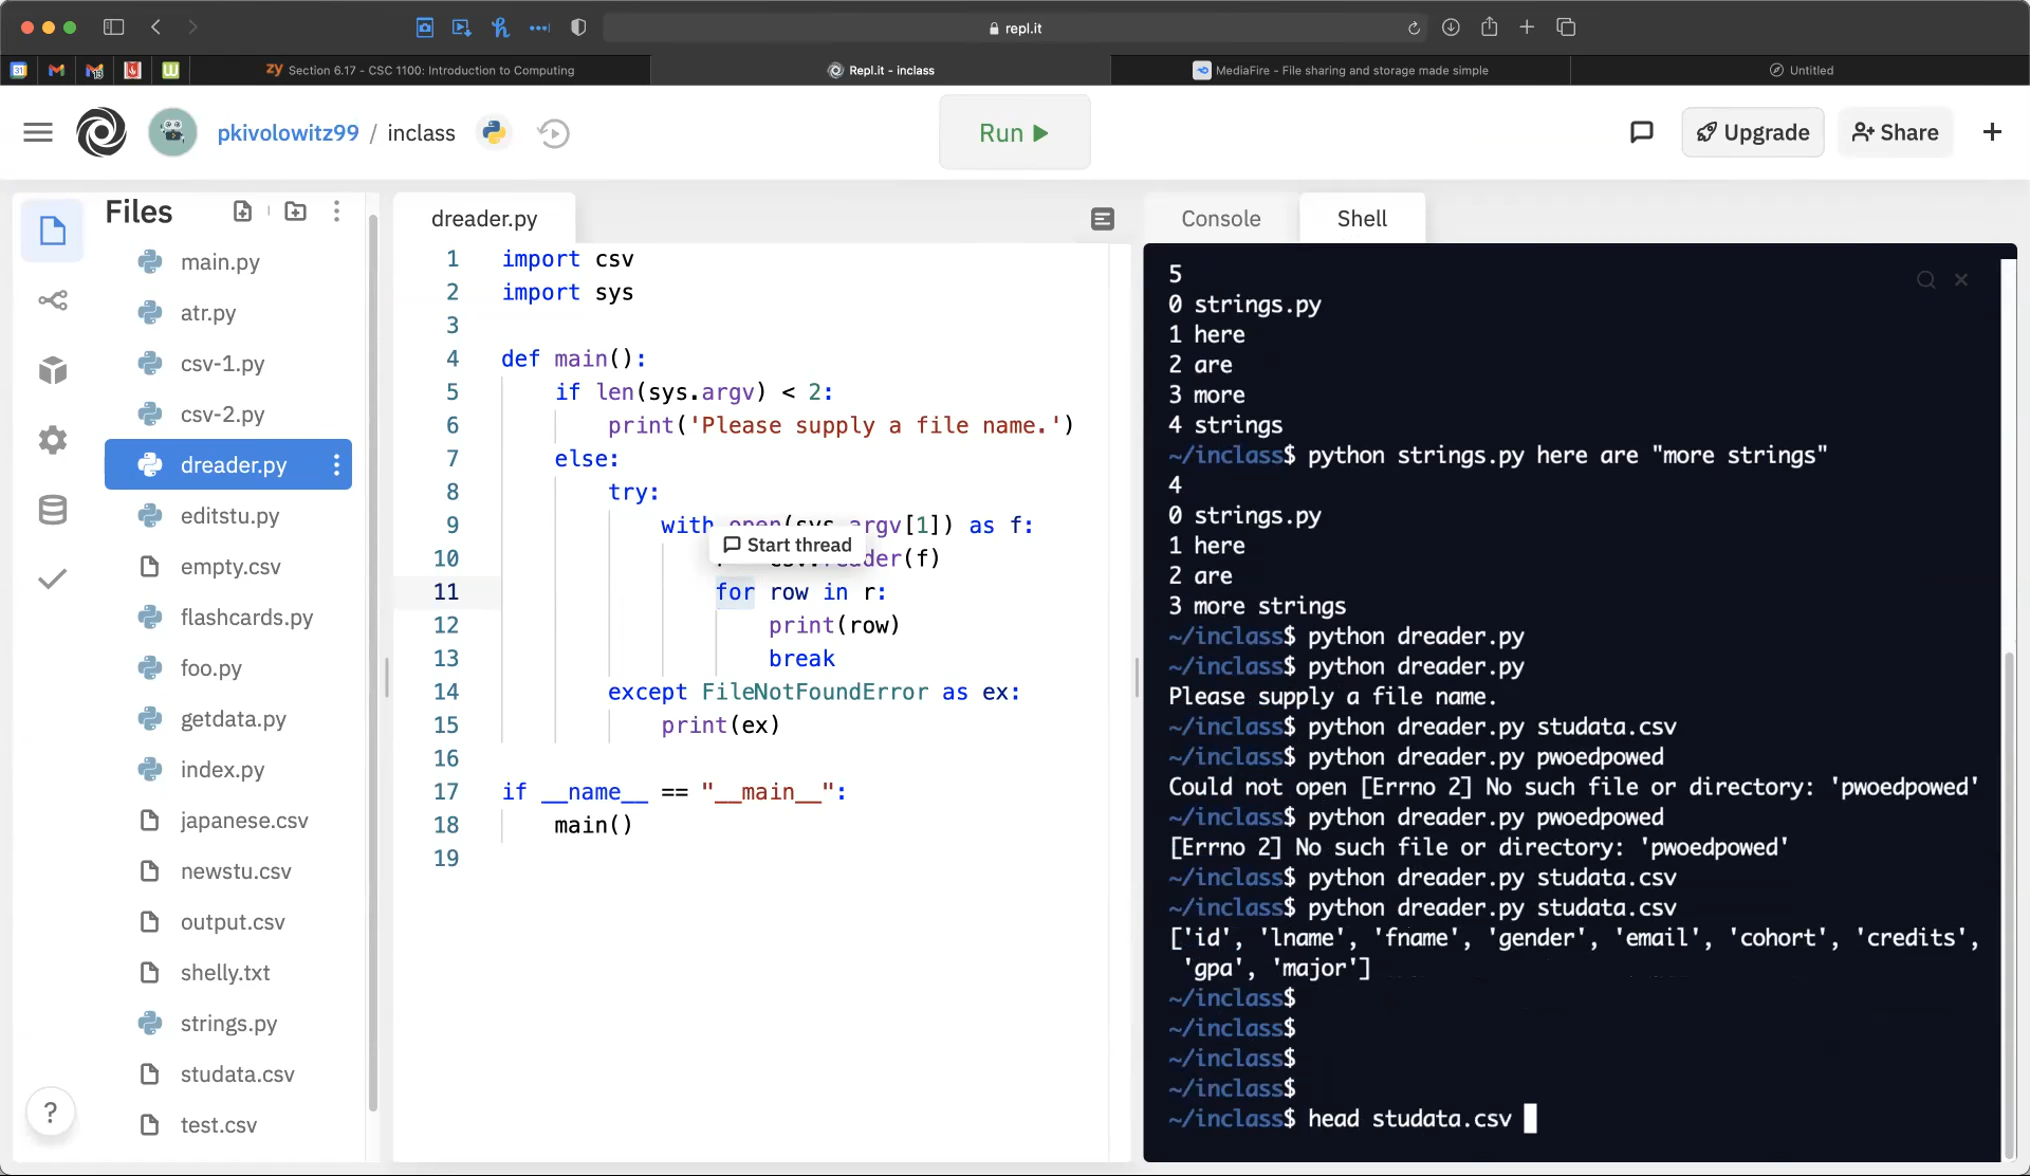 repl.it
31
zy Section 6.17 - CSC 1100: Introduction to Computing
Repl.it - inclass
MediaFire - File sharing and storage made simple
Untitled
pkivolowitz99 / inclass
Run
Upgrade
Share
Files
main.py
atr.py
csv-1.py
csv-2.py
dreader.py
editstu.py
empty.csv
flashcards.py
foo.py
getdata.py
index.py
japanese.csv
newstu.csv
output.csv
shelly.txt
strings.py
studata.csv
test.csv
?
dreader.py
1 import csv
2 import sys
3
4 def main():
5 if len(sys.argv) < 2:
6 print('Please supply a file name.')
7 else:
8 try:
9 with open(sys.argv[1]) as f:
Start thread
10 (f)
11 for row in r:
12 print(row)
13 break
14 except FileNotFoundError as ex:
15 print(ex)
16
17 if __name__ == "__main__":
18 main()
19
Console
Shell
5
0 strings.py
1 here
2 are
3 more
4 strings
~/inclass$ python strings.py here are "more strings"
4
0 strings.py
1 here
2 are
3 more strings
~/inclass$ python dreader.py
~/inclass$ python dreader.py
Please supply a file name.
~/inclass$ python dreader.py studata.csv
~/inclass$ python dreader.py pwoedpowed
Could not open [Errno 2] No such file or directory: 'pwoedpowed'
~/inclass$ python dreader.py pwoedpowed
[Errno 2] No such file or directory: 'pwoedpowed'
~/inclass$ python dreader.py studata.csv
~/inclass$ python dreader.py studata.csv
['id', 'lname', 'fname', 'gender', 'email', 'cohort', 'credits',
'gpa', 'major']
~/inclass$
~/inclass$
~/inclass$
~/inclass$
~/inclass$ head studata.csv